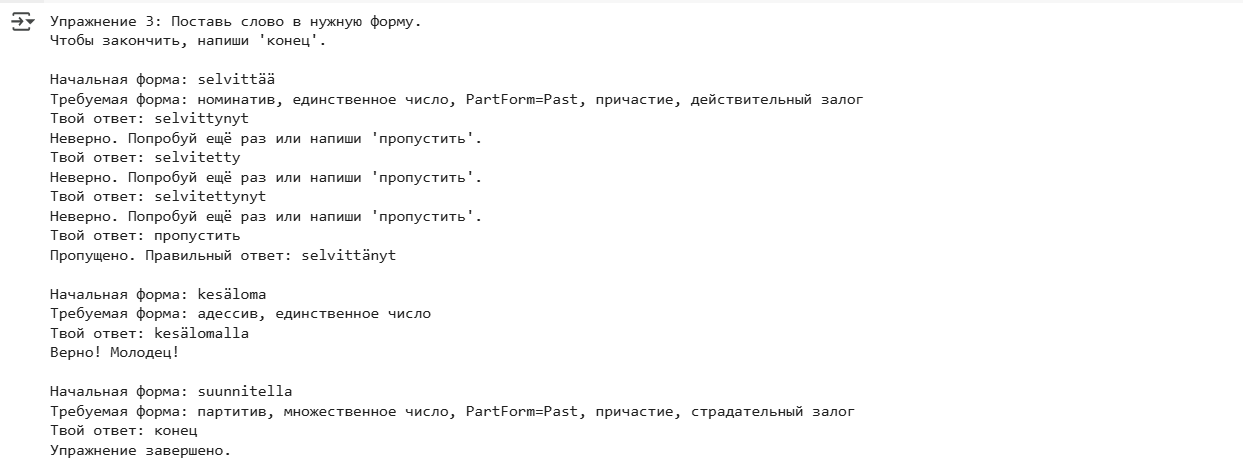 Упражнение 3: Поставь слово в нужную форму.
Чтобы закончить, напиши 'конец'.
Начальная форма: selvittää
Требуемая форма: номинатив, единственное число, PartForm=Past, причастие, действительный залог
Твой ответ: selvittynyt
Неверно. Попробуй ещё раз или напиши 'пропустить'.
Твой ответ: selvitetty
Неверно. Попробуй ещё раз или напиши 'пропустить'.
Твой ответ: selvitettynyt
Неверно. Попробуй ещё раз или напиши 'пропустить'.
Твой ответ: пропустить
Пропущено. Правильный ответ: selvittänyt
Начальная форма: kesäloma
Требуемая форма: адессив, единственное число
Твой ответ: kesälomalla
Верно! Молодец!
Начальная форма: suunnitella
Требуемая форма: партитив, множественное число, PartForm=Past, причастие, страдательный залог
Твой ответ: конец
Упражнение завершено.